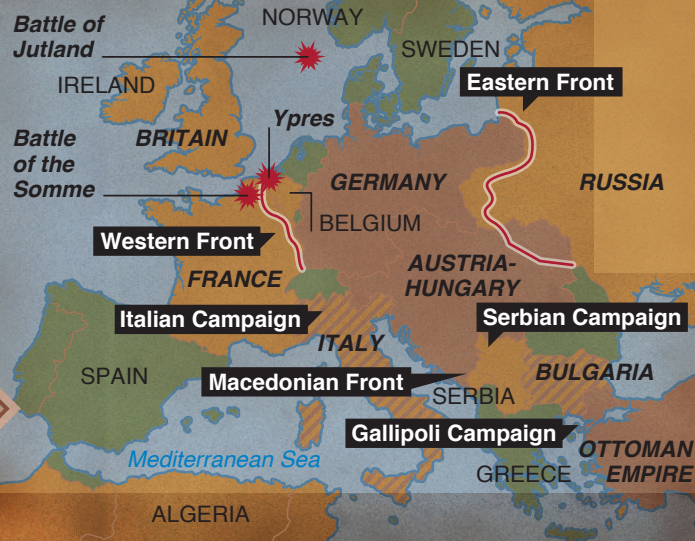 NORWAY
Battle of
Jutland
SWEDEN
IRELAND
Eastern Front
Ypres
Battle
of the
Somme
BRITAIN
GERMANY
RUSSIA
BELGIUM
Western Front
FRANCE
AUSTRIA-
HUNGARY
Italian Campaign
Serbian Campaign
ITALY
SPAIN
Macedonian Front
BULGARIA
SERBIA
Gallipoli Campaign
OTTOMAN
EMPIRE
Mediterranean Sea
GREECE
ALGERIA